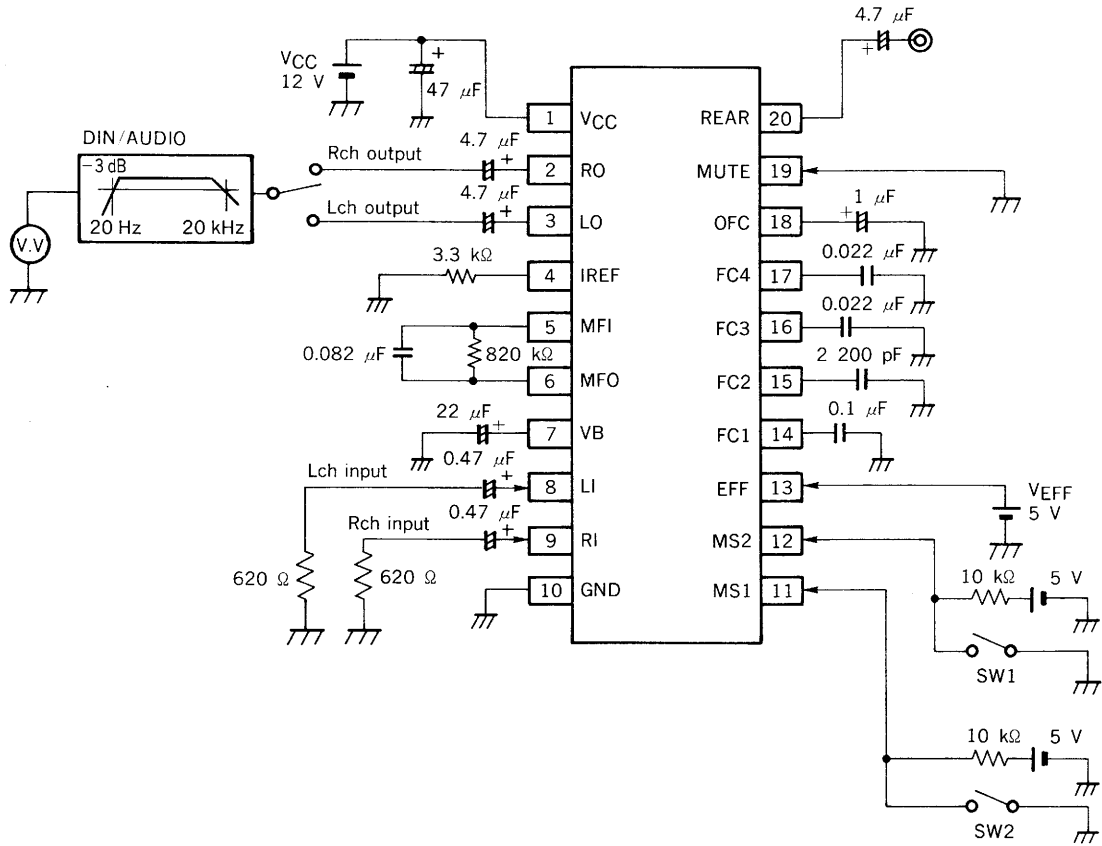 4.7 μF
VCC
12 V
+
47 μF
+
1
VCC
REAR
20
DIN/AUDIO
−3 dB
20 Hz
20 kHz
V.V
Rch output
4.7 μF
+
2
RO
MUTE
19
Lch output
4.7 μF
+
3
LO
OFC
18
+
1 μF
3.3 kΩ
4
IREF
FC4
17
0.022 μF
5
MFI
FC3
16
0.022 μF
0.082 μF
820 kΩ
6
MFO
FC2
15
2 200 pF
22 μF
+
7
VB
FC1
14
0.1 μF
Lch input
0.47 μF
+
8
LI
EFF
13
VEFF
5 V
Rch input
0.47 μF
+
9
RI
MS2
12
620 Ω
620 Ω
10
GND
MS1
11
10 kΩ
5 V
SW1
10 kΩ
5 V
SW2